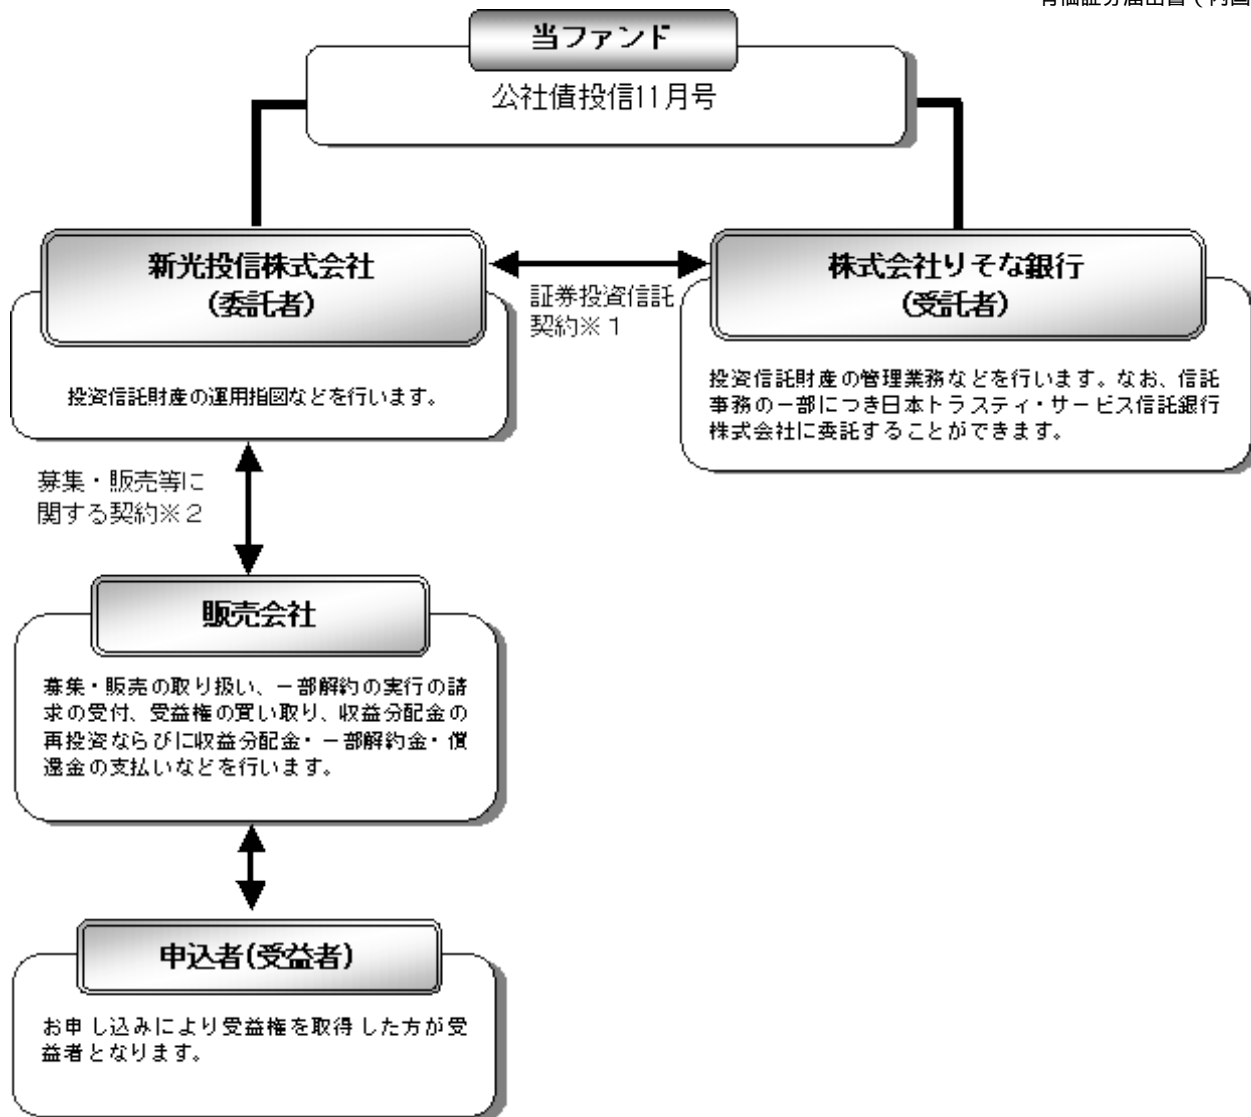 当ファンド
公社債投信11月号
新光投信株式会社
(委託者)
証券投資信託
契約※１
株式会社りそな銀行
(受託者)
投資信託財産の運用指図などを行います。
投資信託財産の管理業務などを行います。なお、信託
事務の一部につき日本トラスティ・サービス信託銀行
株式会社に委託することができます。
募集・販売等に
関する契約※２
販売会社
募集・販売の取り扱い、一部解約の実行の請
求の受付、受益権の買い取り、収益分配金の
再投資ならびに収益分配金・一部解約金・償
還金の支払いなどを行います。
申込者(受益者)
お申し込みにより受益権を取得した方が受
益者となります。